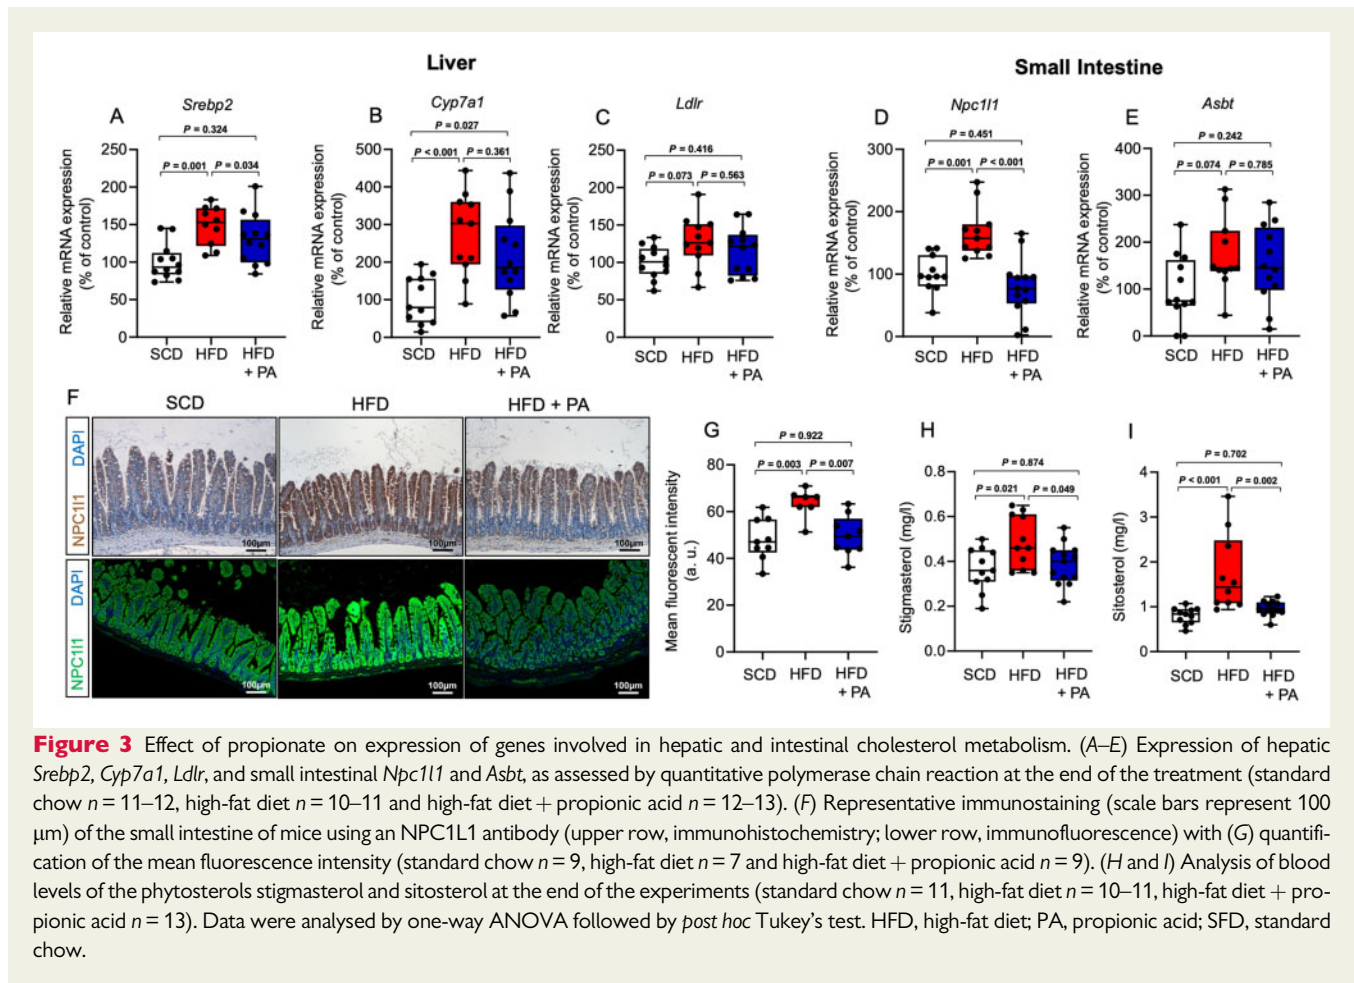 Liver
Small Intestine
A
Srebp2
P = 0.324
P = 0.001
P = 0.034
Relative mRNA expression
(% of control)
250
200
150
100
50
0
SCD
HFD
HFD
+ PA
B
Cyp7a1
P = 0.027
P < 0.001
P = 0.361
Relative mRNA expression
(% of control)
500
400
300
200
100
0
SCD
HFD
HFD
+ PA
C
Ldlr
P = 0.416
P = 0.073
P = 0.563
Relative mRNA expression
(% of control)
250
200
150
100
50
0
SCD
HFD
HFD
+ PA
D
Npc1l1
P = 0.451
P = 0.001
P < 0.001
Relative mRNA expression
(% of control)
300
200
100
0
SCD
HFD
HFD
+ PA
E
Asbt
P = 0.242
P = 0.074
P = 0.785
Relative mRNA expression
(% of control)
400
300
200
100
0
SCD
HFD
HFD
+ PA
F
SCD
HFD
HFD + PA
NPC1l1 DAPI
100µm
100µm
100µm
NPC1l1 DAPI
100µm
100µm
100µm
G
P = 0.922
P = 0.003
P = 0.007
Mean fluorescent intensity
(a. u.)
80
60
40
20
0
SCD
HFD
HFD
+ PA
H
P = 0.874
P = 0.021
P = 0.049
Stigmasterol (mg/l)
0.8
0.6
0.4
0.2
0.0
SCD
HFD
HFD
+ PA
I
P = 0.702
P < 0.001
P = 0.002
Sitosterol (mg/l)
4
3
2
1
0
SCD
HFD
HFD
+ PA
Figure 3 Effect of propionate on expression of genes involved in hepatic and intestinal cholesterol metabolism. (A–E) Expression of hepatic
Srebp2, Cyp7a1, Ldlr, and small intestinal Npc1l1 and Asbt, as assessed by quantitative polymerase chain reaction at the end of the treatment (standard
chow n = 11–12, high-fat diet n = 10–11 and high-fat diet + propionic acid n = 12–13). (F) Representative immunostaining (scale bars represent 100
µm) of the small intestine of mice using an NPC1L1 antibody (upper row, immunohistochemistry; lower row, immunofluorescence) with (G) quantifi-
cation of the mean fluorescence intensity (standard chow n = 9, high-fat diet n = 7 and high-fat diet + propionic acid n = 9). (H and I) Analysis of blood
levels of the phytosterols stigmasterol and sitosterol at the end of the experiments (standard chow n = 11, high-fat diet n = 10–11, high-fat diet + pro-
pionic acid n = 13). Data were analysed by one-way ANOVA followed by post hoc Tukey's test. HFD, high-fat diet; PA, propionic acid; SFD, standard
chow.